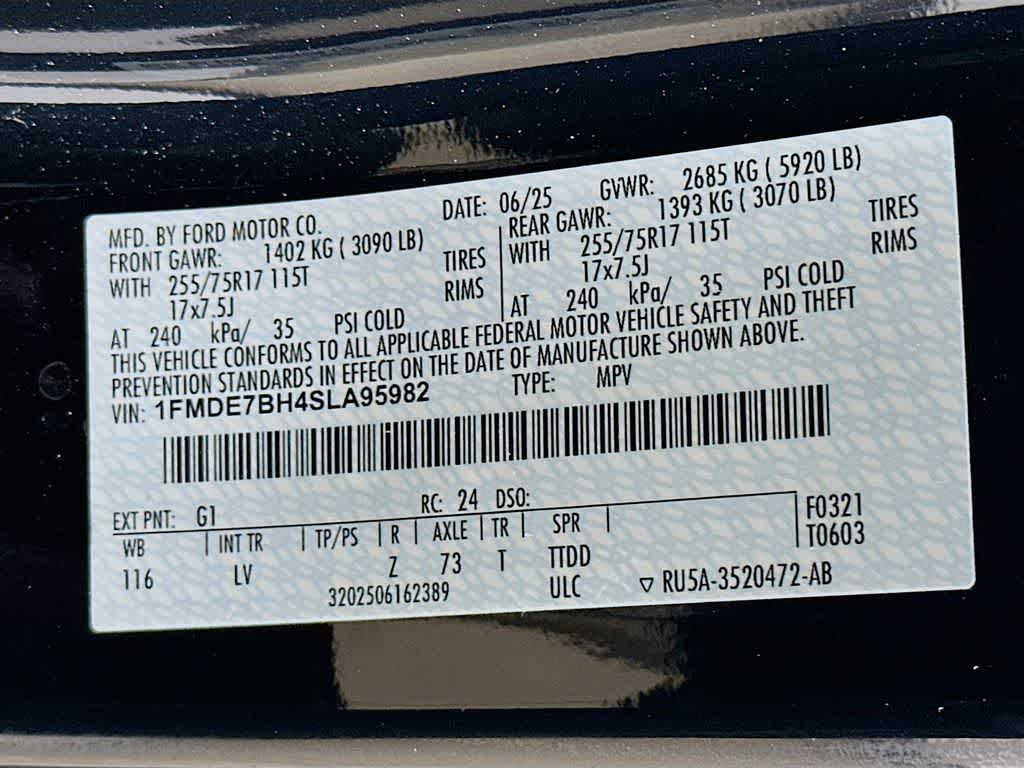 MFD. BY FORD MOTOR CO.
DATE: 06/25 GVWR: 2685 KG ( 5920 LB)
FRONT GAWR: 1402 KG ( 3090 LB)
WITH 255/75R17 115T TIRES
17x7.5J RIMS
AT 240 kPa/ 35 PSI COLD
REAR GAWR: 1393 KG ( 3070 LB)
WITH 255/75R17 115T TIRES
17x7.5J RIMS
AT 240 kPa/ 35 PSI COLD
THIS VEHICLE CONFORMS TO ALL APPLICABLE FEDERAL MOTOR VEHICLE SAFETY AND THEFT
PREVENTION STANDARDS IN EFFECT ON THE DATE OF MANUFACTURE SHOWN ABOVE.
VIN: 1FMDE7BH4SLA95982 TYPE: MPV
EXT PNT: G1 RC: 24 DSO:
WB | INT TR | TP/PS | R | AXLE | TR | SPR |
116 LV Z 73 T TTDD
F0321
T0603
3202506162389 ULC ▽ RU5A-3520472-AB